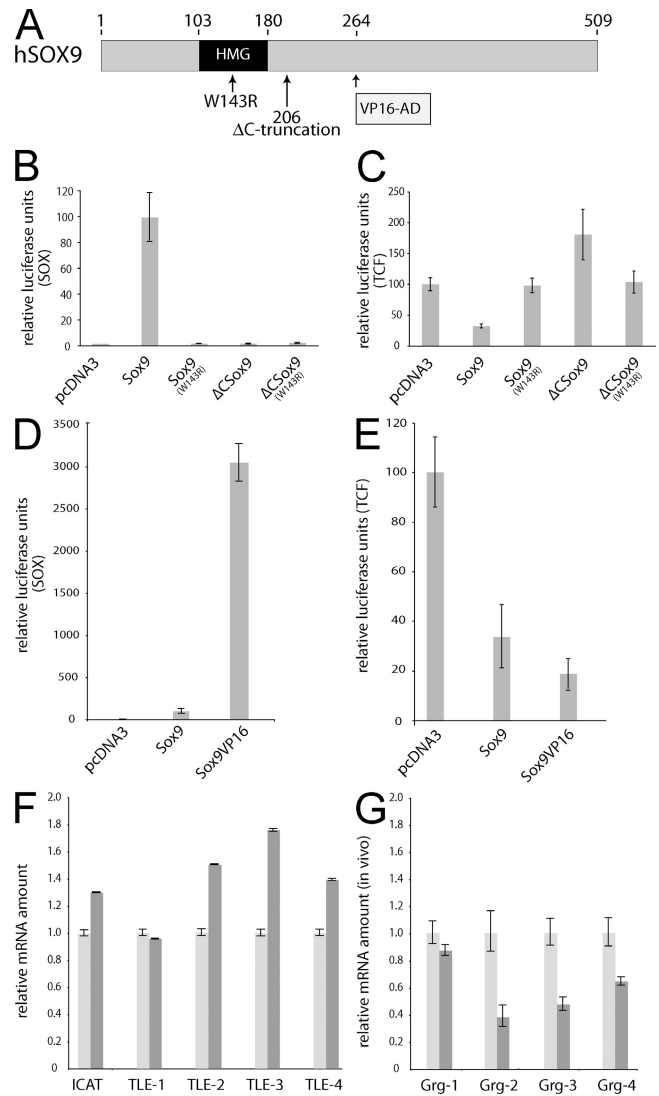 A
1 103 180 264 509
hSOX9
HMG
W143R
206
ΔC-truncation
VP16-AD
B
relative luciferase units
(SOX)
120
100
80
60
40
20
0
pcDNA3
Sox9
Sox9
(W143R)
ΔCSox9
ΔCSox9
(W143R)
C
relative luciferase units
(TCF)
250
200
150
100
50
0
pcDNA3
Sox9
Sox9
(W143R)
ΔCSox9
ΔCSox9
(W143R)
D
relative luciferase units
(SOX)
3500
3000
2500
2000
1500
1000
500
0
pcDNA3
Sox9
Sox9VP16
E
relative luciferase units (TCF)
120
100
80
60
40
20
0
pcDNA3
Sox9
Sox9VP16
F
relative mRNA amount
2.0
1.8
1.6
1.4
1.2
1.0
0.8
0.6
0.4
0.2
0
ICAT TLE-1 TLE-2 TLE-3 TLE-4
G
relative mRNA amount (in vivo)
2.0
1.8
1.6
1.4
1.2
1.0
0.8
0.6
0.4
0.2
0
Grg-1 Grg-2 Grg-3 Grg-4